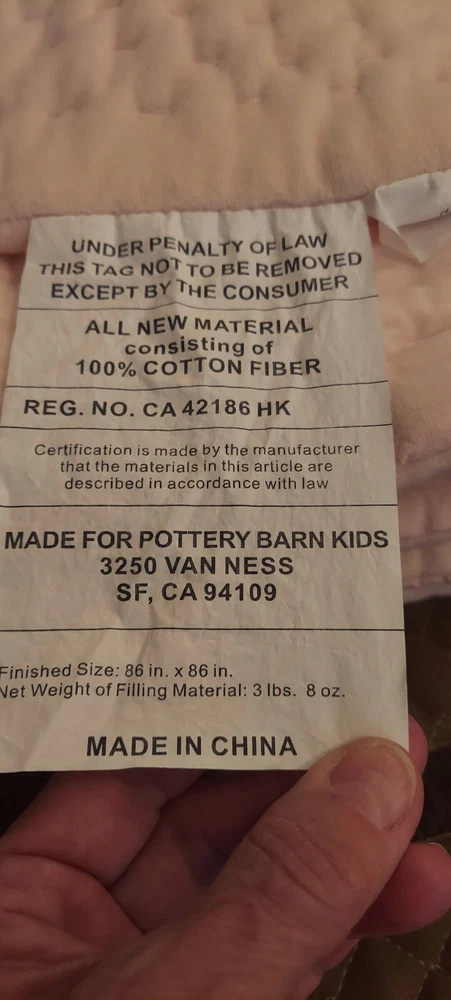 UNDER PENALTY OF LAW
THIS TAG NOT TO BE REMOVED
EXCEPT BY THE CONSUMER
ALL NEW MATERIAL
consisting of
100% COTTON FIBER
REG. NO. CA 42186 HK
Certification is made by the manufacturer
that the materials in this article are
described in accordance with law
MADE FOR POTTERY BARN KIDS
3250 VAN NESS
SF, CA 94109
Finished Size: 86 in. x 86 in.
Net Weight of Filling Material: 3 lbs. 8 oz.
MADE IN CHINA